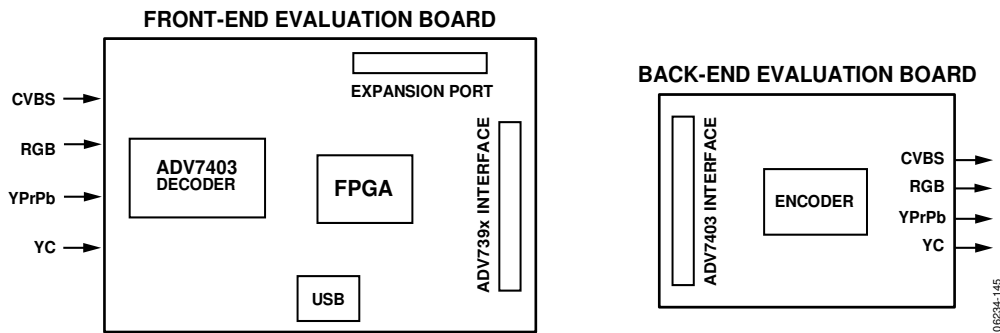 FRONT-END EVALUATION BOARD
EXPANSION PORT
CVBS
RGB
YPrPb
YC
ADV7403
DECODER
FPGA
USB
ADV739x INTERFACE
BACK-END EVALUATION BOARD
ADV7403 INTERFACE
ENCODER
CVBS
RGB
YPrPb
YC
06234-145